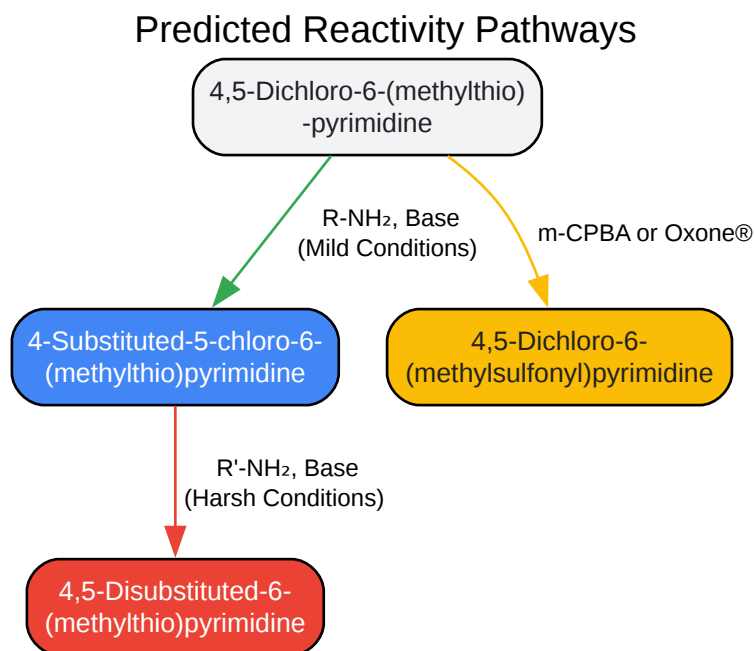 Predicted Reactivity Pathways
4,5-Dichloro-6-(methylthio)
-pyrimidine
R-NH₂, Base
(Mild Conditions)
m-CPBA or Oxone®
4-Substituted-5-chloro-6-
(methylthio)pyrimidine
4,5-Dichloro-6-
(methylsulfonyl)pyrimidine
R'-NH₂, Base
(Harsh Conditions)
4,5-Disubstituted-6-
(methylthio)pyrimidine